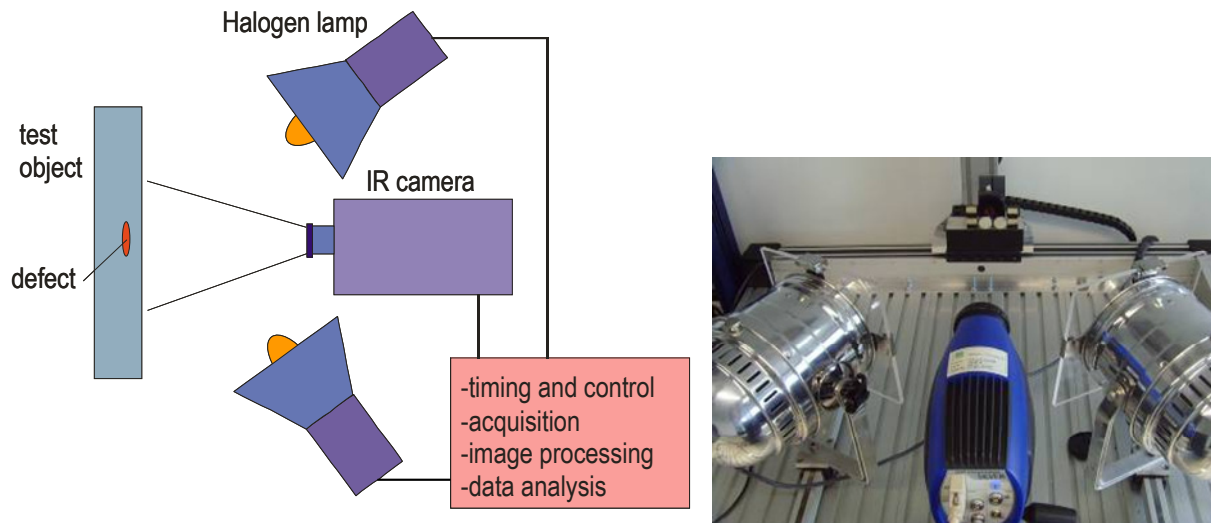 Halogen lamp
test
object
IR camera
defect
-timing and control
-acquisition
-image processing
-data analysis